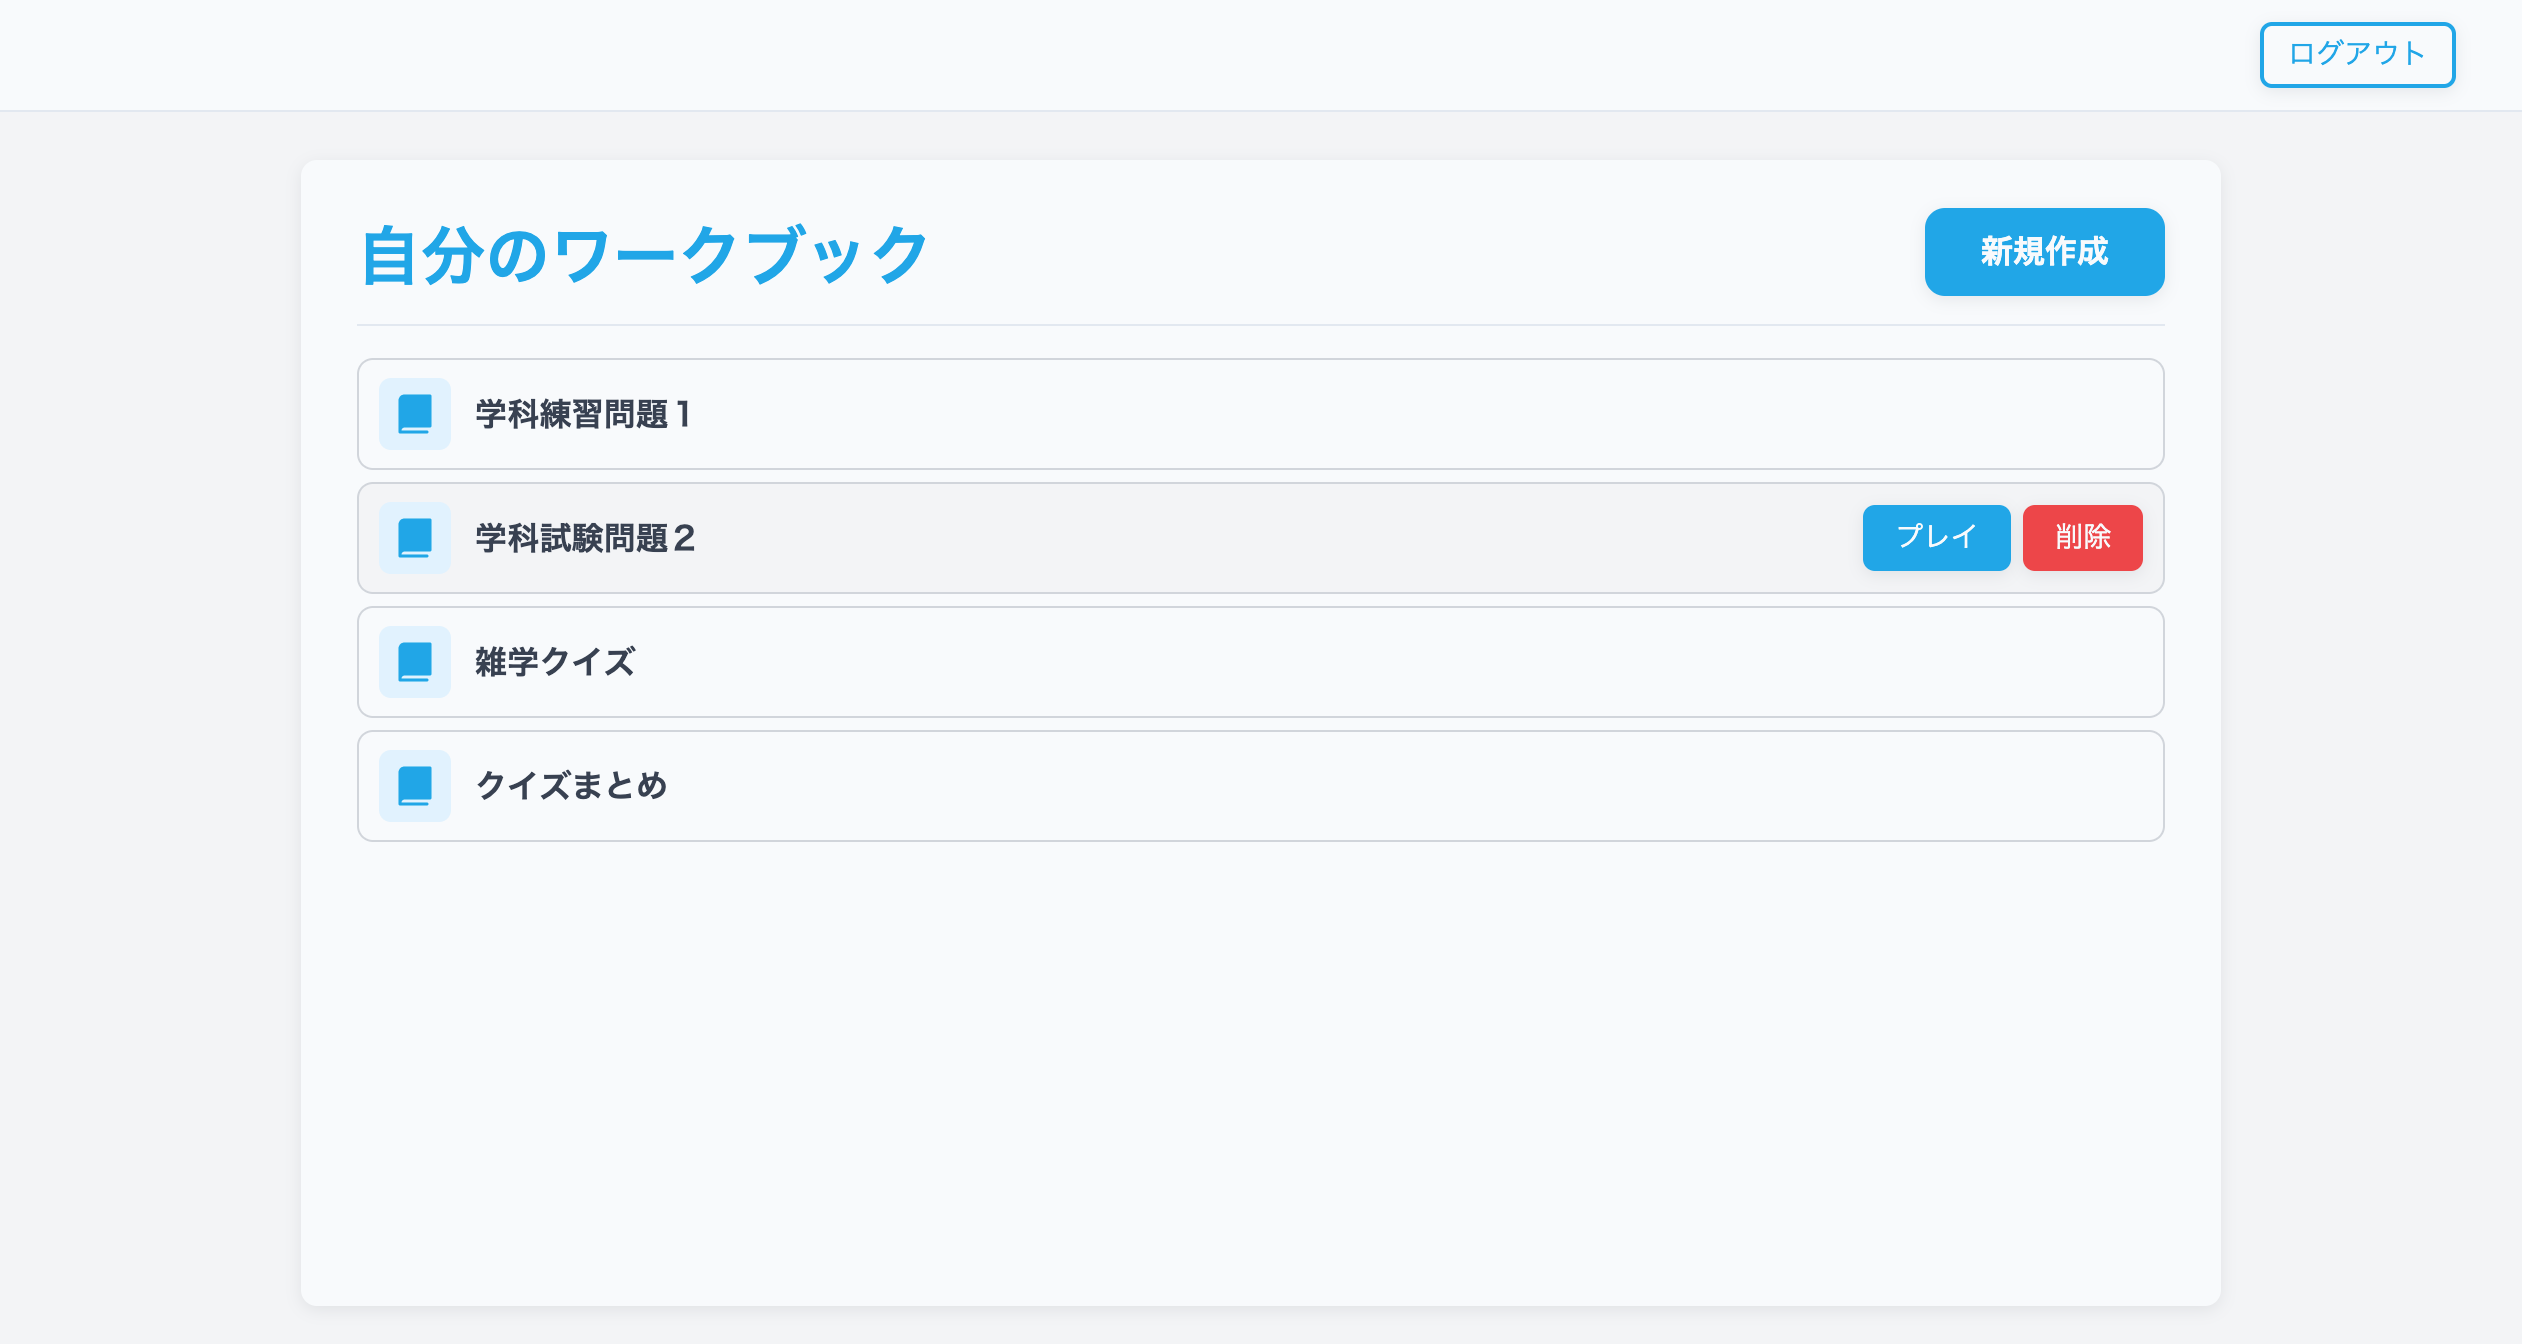 ログアウト
自分のワークブック
新規作成
学科練習問題１
学科試験問題２
プレイ
削除
雑学クイズ
クイズまとめ